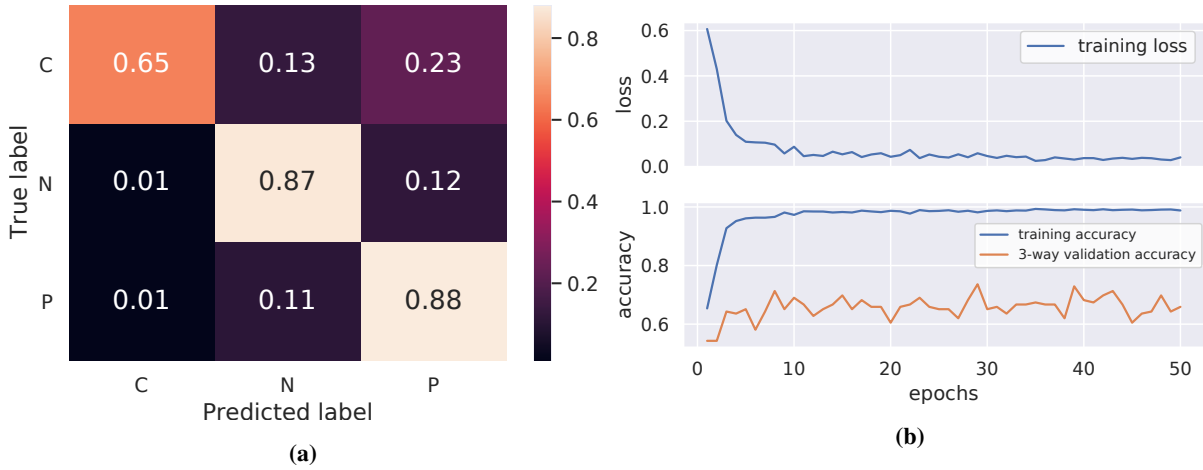 C
0.65 0.13 0.23
N
0.01 0.87 0.12
P
0.01 0.11 0.88
C N P
Predicted label
True label
0.8
0.6
0.4
0.2
(a)
0.6
0.4
0.2
0.0
loss
training loss
1.0
0.8
0.6
accuracy
training accuracy
3-way validation accuracy
0 10 20 30 40 50
epochs
(b)